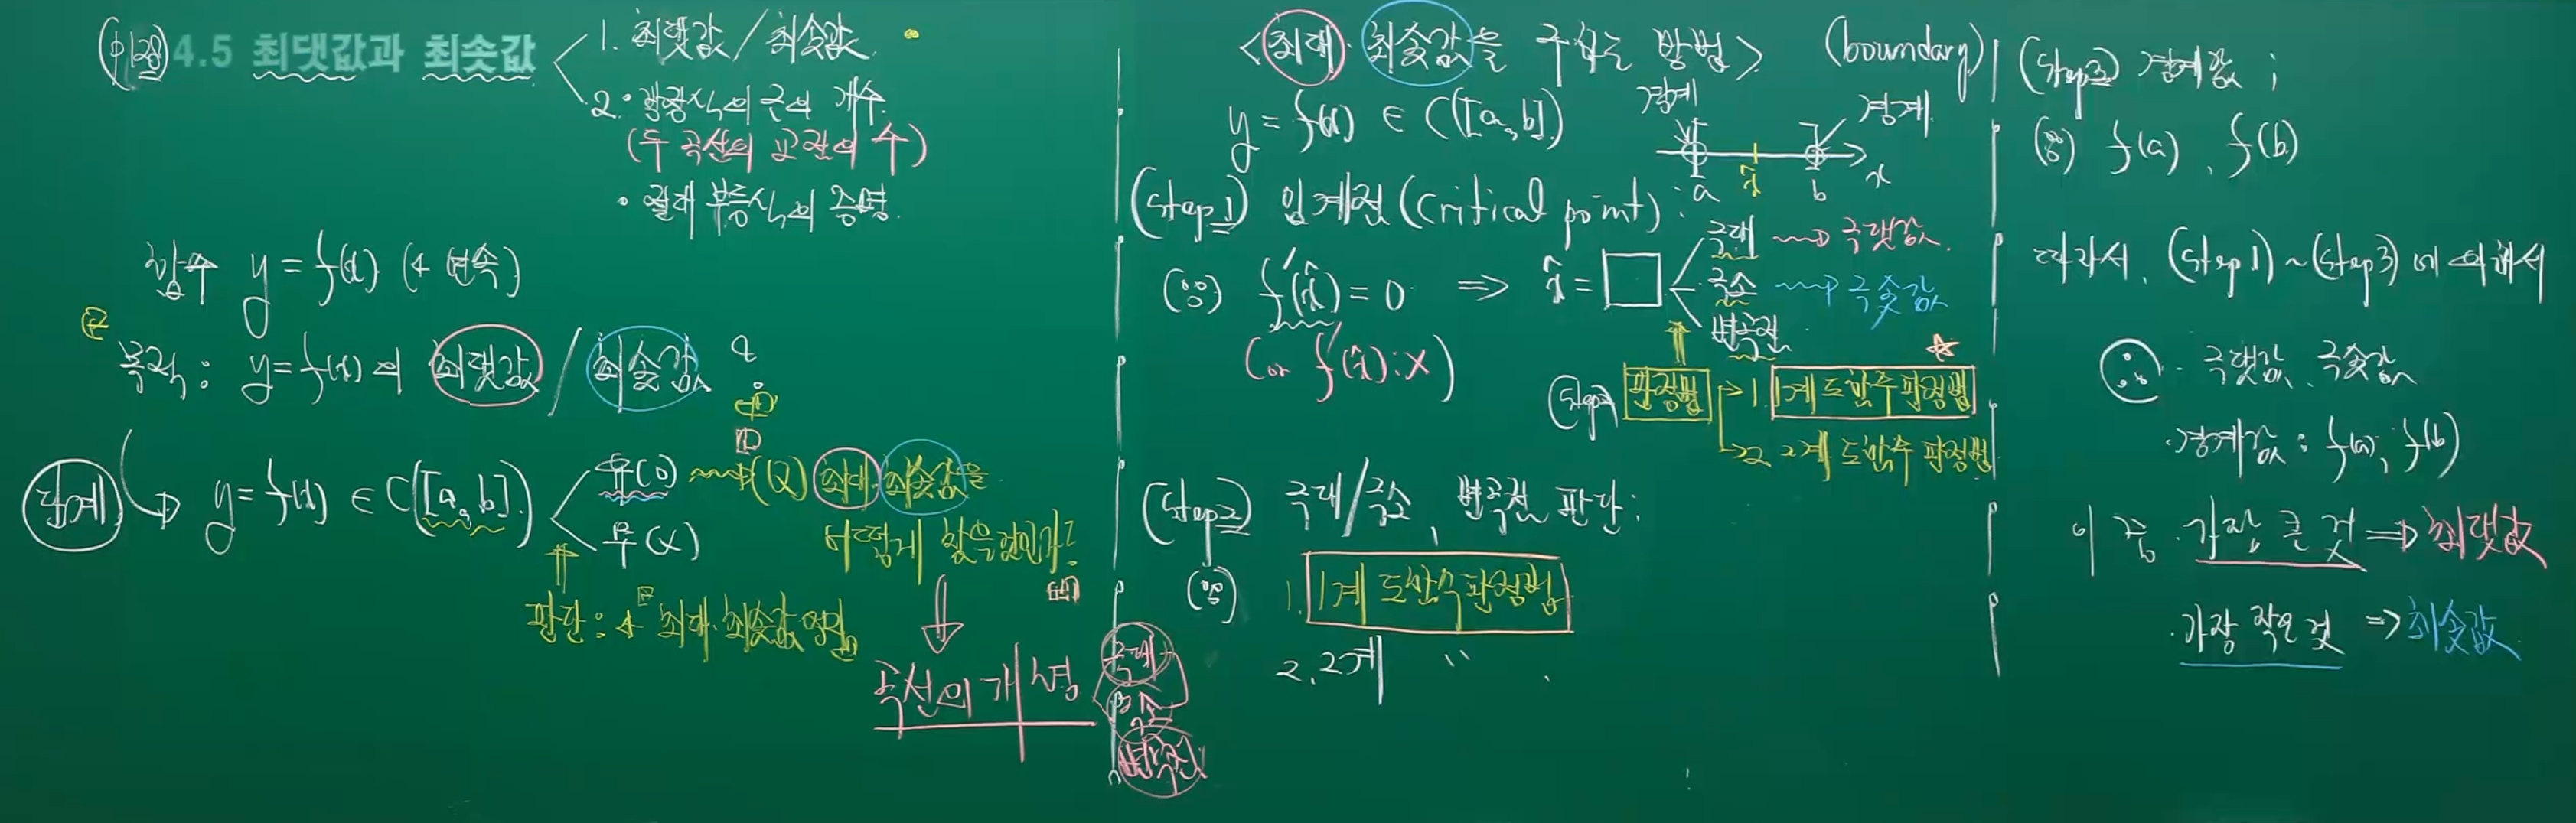 4.5 최댓값과 최솟값
1. 최댓값 / 최솟값
2. • 방정식의 근의 개수
(두 곡선의 교점의 수)
• 절대 부등식의 증명
함수 y = f(x) (+ 연속)
목적 : y = f(x)의 최댓값 / 최솟값 ?
단계 y = f(x) ∈ C([a, b])
유(O) (Q) 최대 최솟값을
무(X) 어떻게 찾을것인가?
판단 : 최대 최솟값 정리
곡선의 개형
극대
극소
변곡점
<최대 최솟값을 구하는 방법> (boundary)
y = f(x) ∈ C([a, b])
경계 경계
a x̂ b x
(Step 1) 임계점 (critical point) :
f'(x̂) = 0 ⇒ x̂ = □
(or f'(x̂) : X)
극대 극댓값
극소 극솟값
변곡점
(Step2) 판정법
1. 1계 도함수 판정법
2. 2계 도함수 판정법
(Step 2) 극대/극소, 변곡점 판단 :
1. 1계 도함수 판정법
2. 2계 〃
(Step 3) 경계값 ;
f(a), f(b)
따라서, (Step 1) ~ (Step 3)에 의해서
• 극댓값, 극솟값
• 경계값 : f(a), f(b)
이 중 가장 큰 것 ⇒ 최댓값
• 가장 작은 것 ⇒ 최솟값